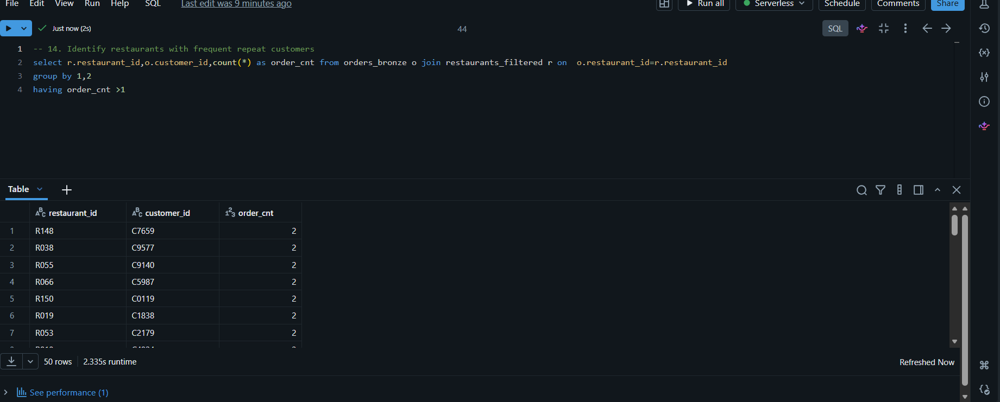 File Edit View Run Help SQL Last edit was 9 minutes ago Run all Serverless Schedule Comments Share
Just now (2s) 44 SQL
1 -- 14. Identify restaurants with frequent repeat customers
2 select r.restaurant_id,o.customer_id,count(*) as order_cnt from orders_bronze o join restaurants_filtered r on  o.restaurant_id=r.restaurant_id
3 group by 1,2
4 having order_cnt >1
Table
restaurant_id customer_id order_cnt
1 R148 C7659 2
2 R038 C9577 2
3 R055 C9140 2
4 R066 C5987 2
5 R150 C0119 2
6 R019 C1838 2
7 R053 C2179 2
50 rows 2.335s runtime Refreshed Now
See performance (1)